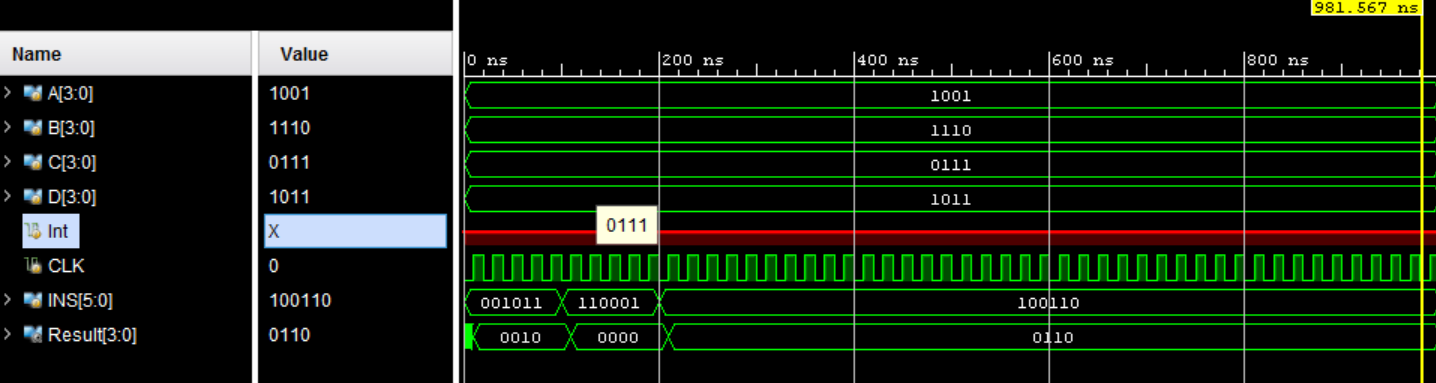 981.567 ns
Name Value
0 ns 200 ns 400 ns 600 ns 800 ns
A[3:0] 1001 1001
B[3:0] 1110 1110
C[3:0] 0111 0111
D[3:0] 1011 1011
Int X 0111
CLK 0
INS[5:0] 100110 001011 110001 100110
Result[3:0] 0110 0010 0000 0110